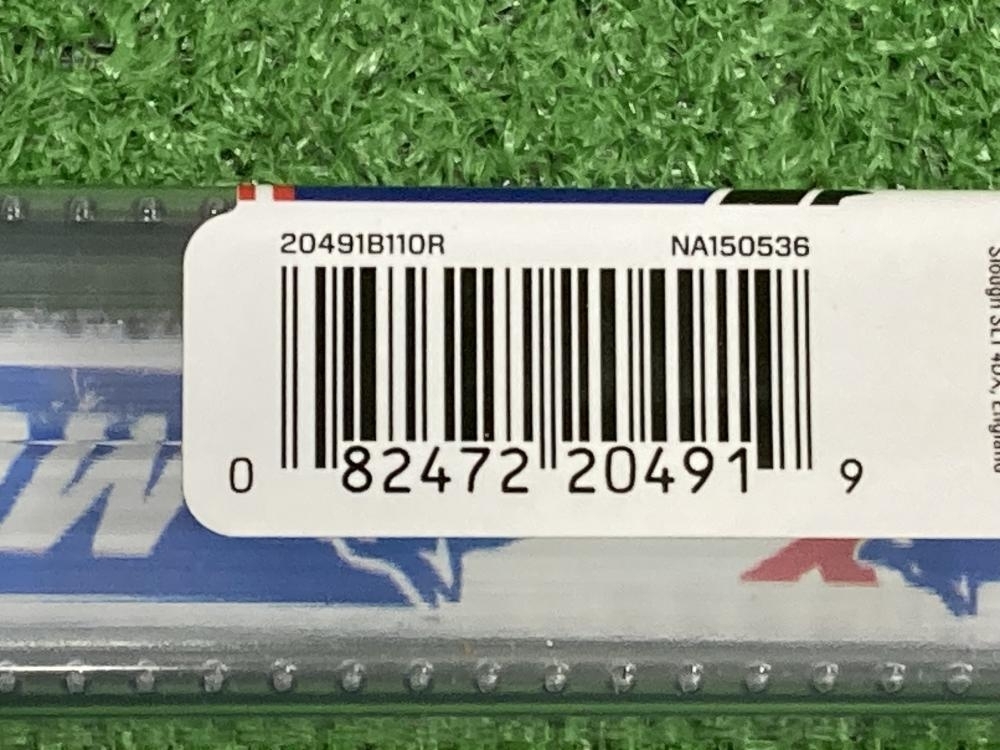 20491B110R NA150536
0 82472 20491 9
Slough SL1 4DX, England